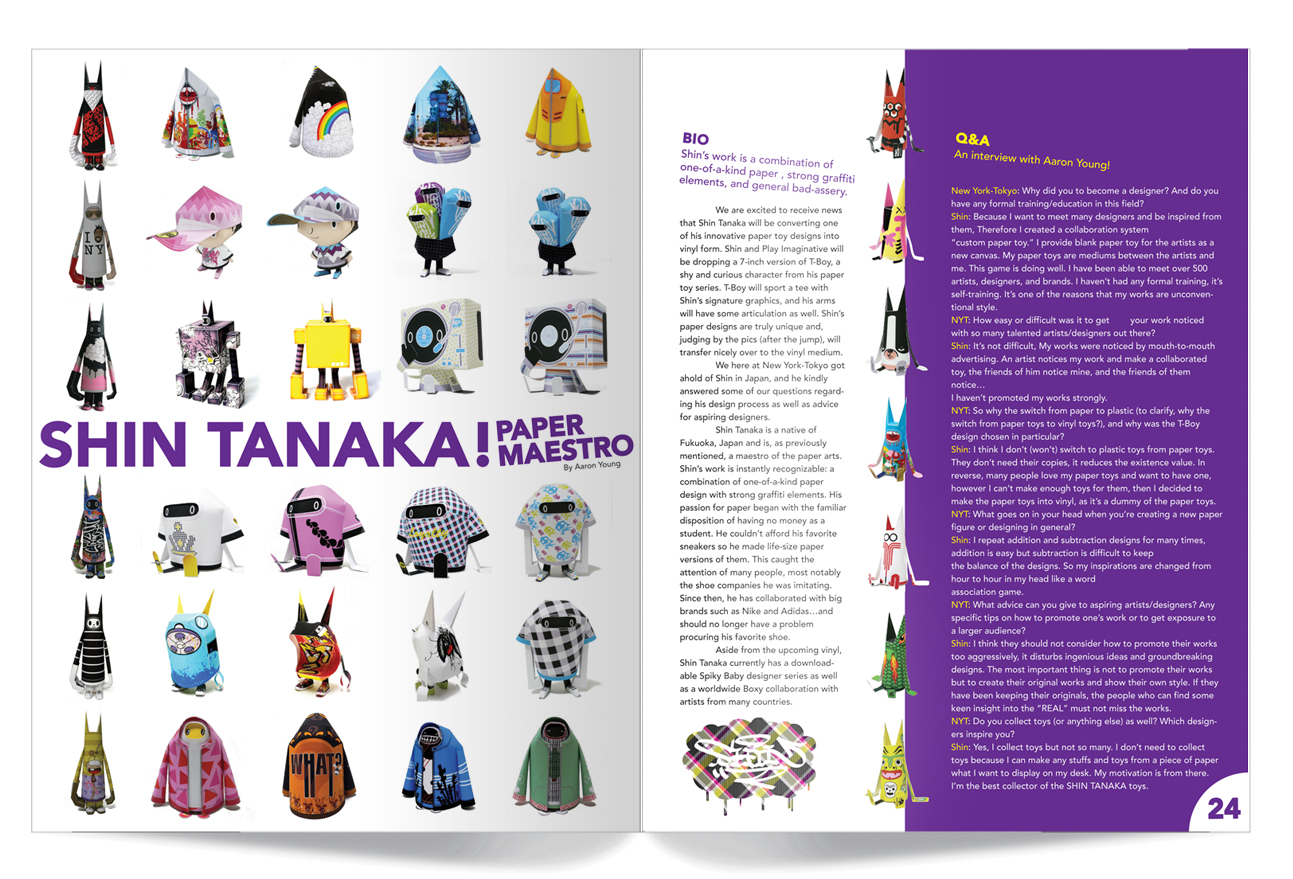 I
NY
SHIN TANAKA!
PAPER
MAESTRO
By Aaron Young
WHAT?
BIO
Shin's work is a combination of
one-of-a-kind paper , strong graffiti
elements, and general bad-assery.
We are excited to receive news
that Shin Tanaka will be converting one
of his innovative paper toy designs into
vinyl form. Shin and Play Imaginative will
be dropping a 7-inch version of T-Boy, a
shy and curious character from his paper
toy series. T-Boy will sport a tee with
Shin's signature graphics, and his arms
will have some articulation as well. Shin's
paper designs are truly unique and,
judging by the pics (after the jump), will
transfer nicely over to the vinyl medium.
We here at New York-Tokyo got
ahold of Shin in Japan, and he kindly
answered some of our questions regard-
ing his design process as well as advice
for aspiring designers.
Shin Tanaka is a native of
Fukuoka, Japan and is, as previously
mentioned, a maestro of the paper arts.
Shin's work is instantly recognizable: a
combination of one-of-a-kind paper
design with strong graffiti elements. His
passion for paper began with the familiar
disposition of having no money as a
student. He couldn't afford his favorite
sneakers so he made life-size paper
versions of them. This caught the
attention of many people, most notably
the shoe companies he was imitating.
Since then, he has collaborated with big
brands such as Nike and Adidas…and
should no longer have a problem
procuring his favorite shoe.
Aside from the upcoming vinyl,
Shin Tanaka currently has a download-
able Spiky Baby designer series as well
as a worldwide Boxy collaboration with
artists from many countries.
Q&A
An interview with Aaron Young!
New York-Tokyo: Why did you to become a designer? And do you
have any formal training/education in this field?
Shin: Because I want to meet many designers and be inspired from
them, Therefore I created a collaboration system
"custom paper toy." I provide blank paper toy for the artists as a
new canvas. My paper toys are mediums between the artists and
me. This game is doing well. I have been able to meet over 500
artists, designers, and brands. I haven't had any formal training, it's
self-training. It's one of the reasons that my works are unconven-
tional style.
NYT: How easy or difficult was it to get your work noticed
with so many talented artists/designers out there?
Shin: It's not difficult, My works were noticed by mouth-to-mouth
advertising. An artist notices my work and make a collaborated
toy, the friends of him notice mine, and the friends of them
notice…
I haven't promoted my works strongly.
NYT: So why the switch from paper to plastic (to clarify, why the
switch from paper toys to vinyl toys?), and why was the T-Boy
design chosen in particular?
Shin: I think I don't (won't) switch to plastic toys from paper toys.
They don't need their copies, it reduces the existence value. In
reverse, many people love my paper toys and want to have one,
however I can't make enough toys for them, then I decided to
make the paper toys into vinyl, as it's a dummy of the paper toys.
NYT: What goes on in your head when you're creating a new paper
figure or designing in general?
Shin: I repeat addition and subtraction designs for many times,
addition is easy but subtraction is difficult to keep
the balance of the designs. So my inspirations are changed from
hour to hour in my head like a word
association game.
NYT: What advice can you give to aspiring artists/designers? Any
specific tips on how to promote one's work or to get exposure to
a larger audience?
Shin: I think they should not consider how to promote their works
too aggressively, it disturbs ingenious ideas and groundbreaking
designs. The most important thing is not to promote their works
but to create their original works and show their own style. If they
have been keeping their originals, the people who can find some
keen insight into the "REAL" must not miss the works.
NYT: Do you collect toys (or anything else) as well? Which design-
ers inspire you?
Shin: Yes, I collect toys but not so many. I don't need to collect
toys because I can make any stuffs and toys from a piece of paper
what I want to display on my desk. My motivation is from there.
I'm the best collector of the SHIN TANAKA toys.
24